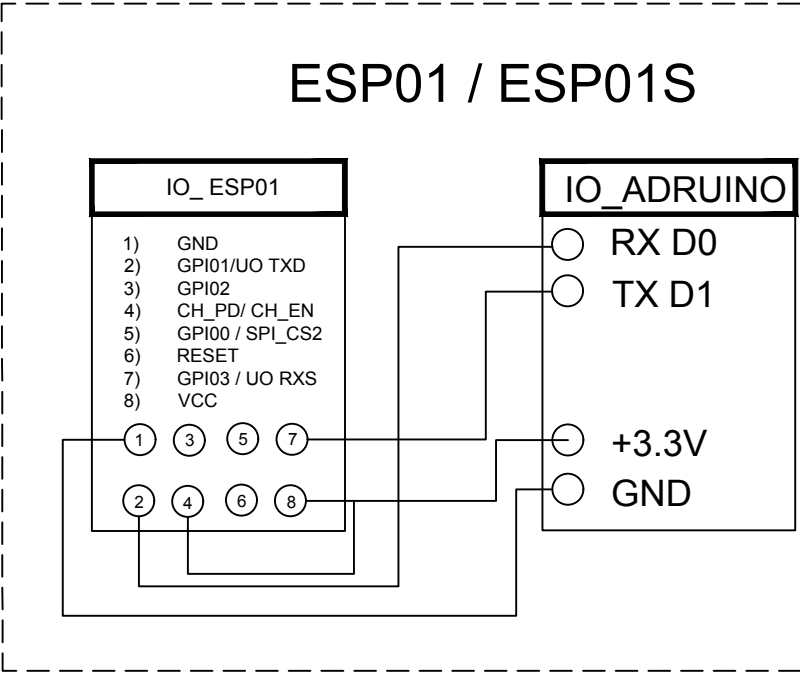 ESP01 / ESP01S
IO_ ESP01
1) GND
2) GPI01/UO TXD
3) GPI02
4) CH_PD/ CH_EN
5) GPI00 / SPI_CS2
6) RESET
7) GPI03 / UO RXS
8) VCC
1 3 5 7
2 4 6 8
IO_ADRUINO
RX D0
TX D1
+3.3V
GND